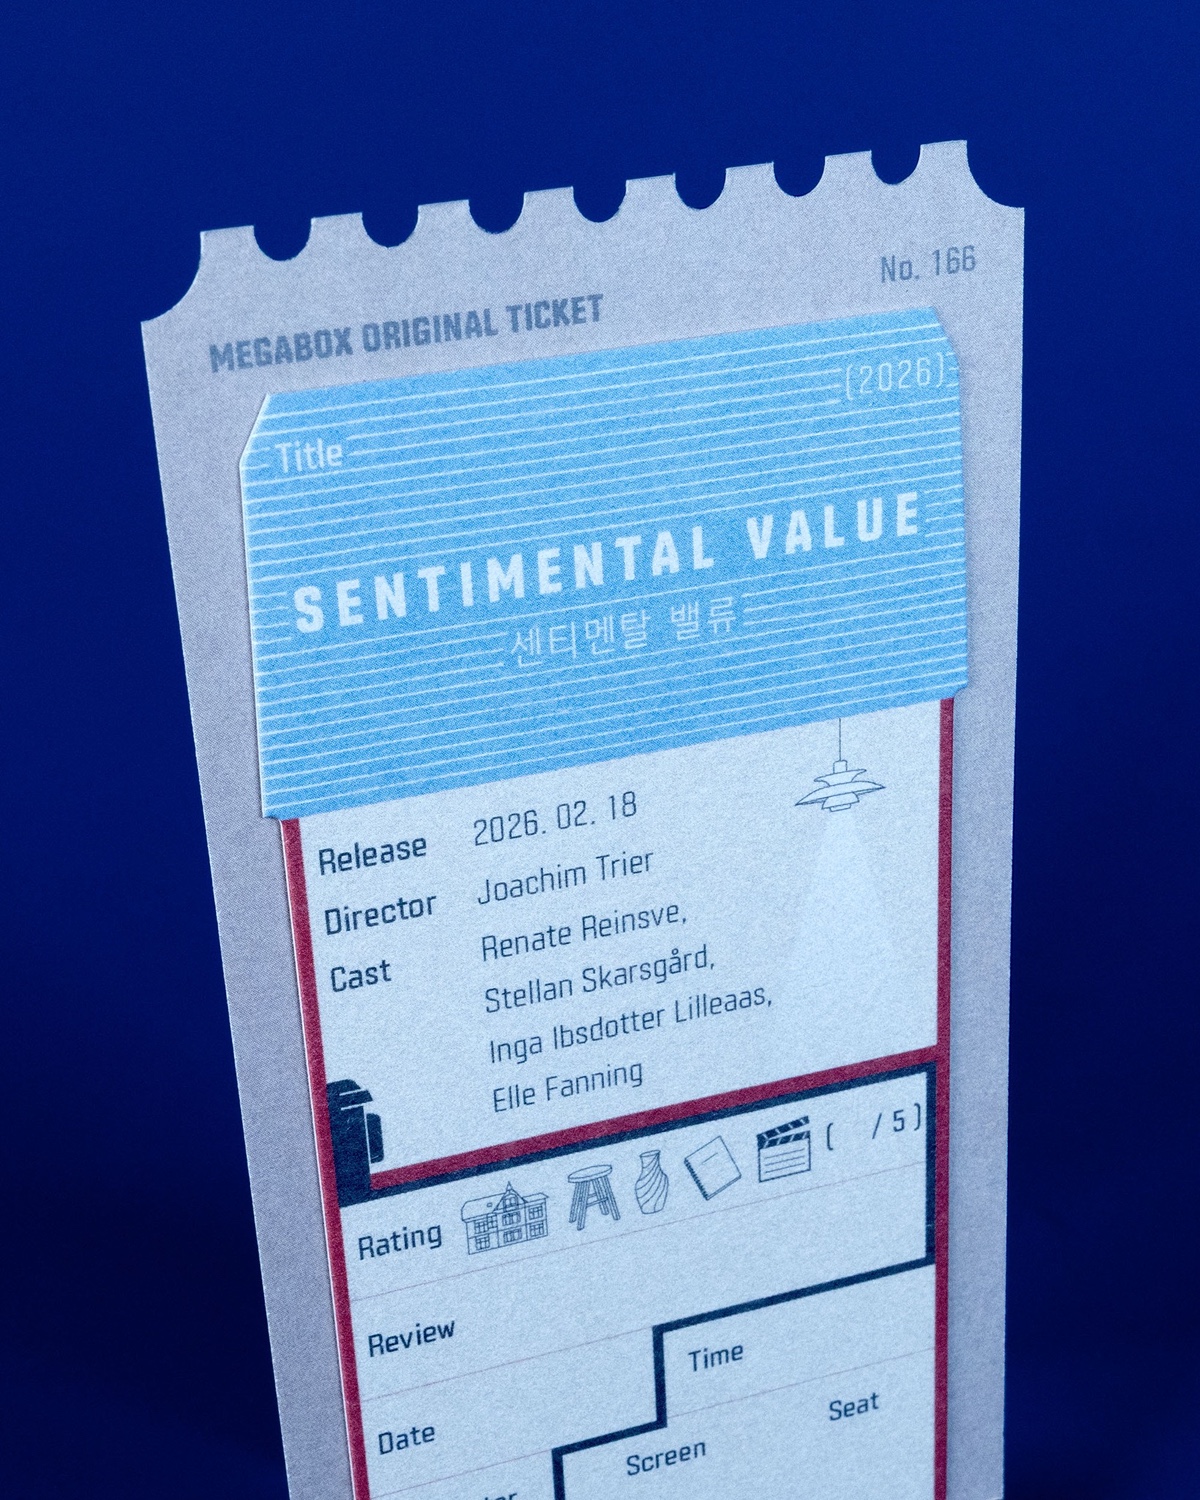 No. 166
MEGABOX ORIGINAL TICKET
(2026)
Title
SENTIMENTAL VALUE
센티멘탈 밸류
Release 2026. 02. 18
Director Joachim Trier
Cast Renate Reinsve,
Stellan Skarsgård,
Inga Ibsdotter Lilleaas,
Elle Fanning
Rating ( / 5 )
Review
Time
Date
Seat
Screen